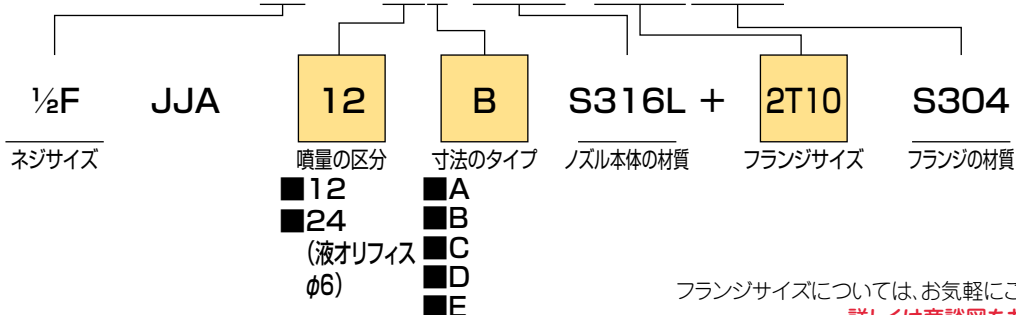 ½F JJA 12 B S316L + 2T10 S304
ネジサイズ 噴量の区分 寸法のタイプ ノズル本体の材質 フランジサイズ フランジの材質
■12 ■A
■24 ■B
(液オリフィス ■C
φ6) ■D
■E
フランジサイズについては、お気軽にご